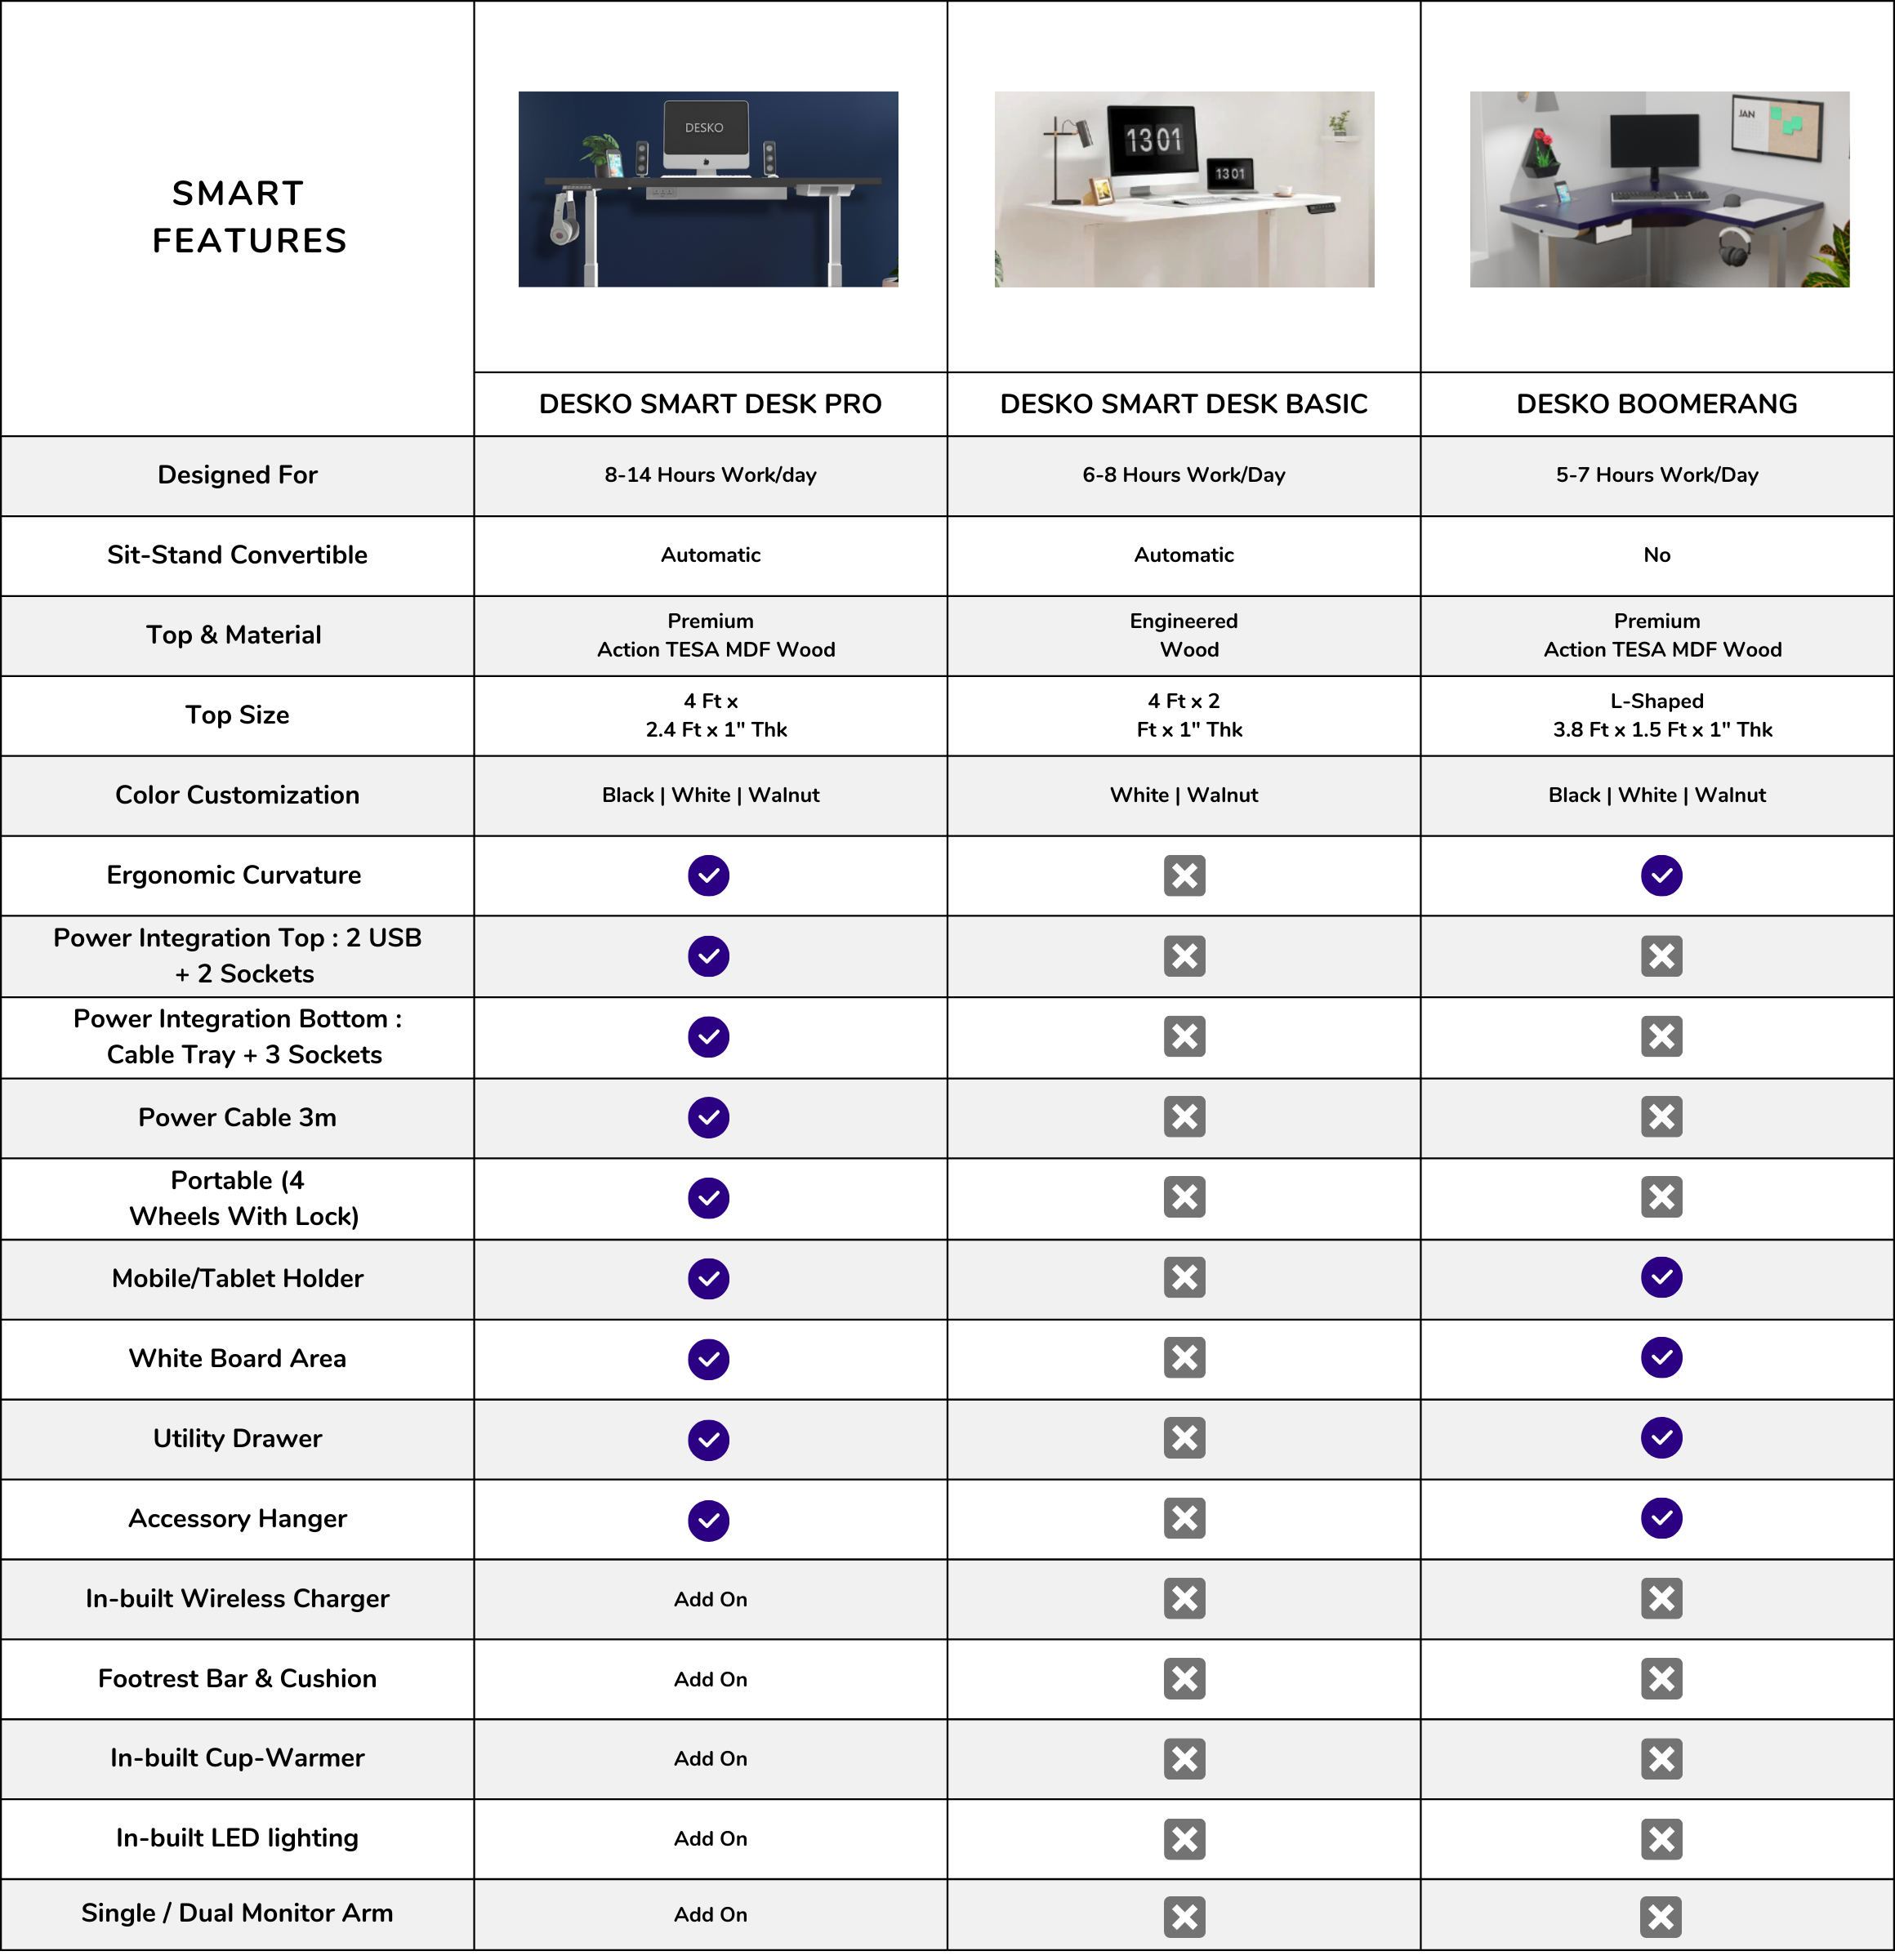 SMART
FEATURES
DESKO
13 01
13 01
JAN
DESKO SMART DESK PRO
DESKO SMART DESK BASIC
DESKO BOOMERANG
Designed For
8-14 Hours Work/day
6-8 Hours Work/Day
5-7 Hours Work/Day
Sit-Stand Convertible
Automatic
Automatic
No
Top & Material
Premium
Action TESA MDF Wood
Engineered
Wood
Premium
Action TESA MDF Wood
Top Size
4 Ft x
2.4 Ft x 1" Thk
4 Ft x 2
Ft x 1" Thk
L-Shaped
3.8 Ft x 1.5 Ft x 1" Thk
Color Customization
Black | White | Walnut
White | Walnut
Black | White | Walnut
Ergonomic Curvature
Power Integration Top : 2 USB
+ 2 Sockets
Power Integration Bottom :
Cable Tray + 3 Sockets
Power Cable 3m
Portable (4
Wheels With Lock)
Mobile/Tablet Holder
White Board Area
Utility Drawer
Accessory Hanger
In-built Wireless Charger
Add On
Footrest Bar & Cushion
Add On
In-built Cup-Warmer
Add On
In-built LED lighting
Add On
Single / Dual Monitor Arm
Add On